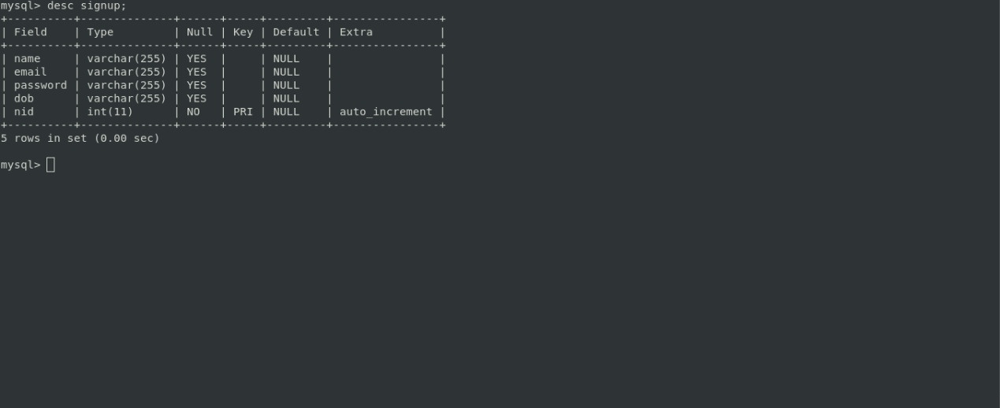 mysql> desc signup;
+----------+--------------+------+-----+---------+----------------+
| Field    | Type         | Null | Key | Default | Extra          |
+----------+--------------+------+-----+---------+----------------+
| name     | varchar(255) | YES  |     | NULL    |                |
| email    | varchar(255) | YES  |     | NULL    |                |
| password | varchar(255) | YES  |     | NULL    |                |
| dob      | varchar(255) | YES  |     | NULL    |                |
| nid      | int(11)      | NO   | PRI | NULL    | auto_increment |
+----------+--------------+------+-----+---------+----------------+
5 rows in set (0.00 sec)
mysql>